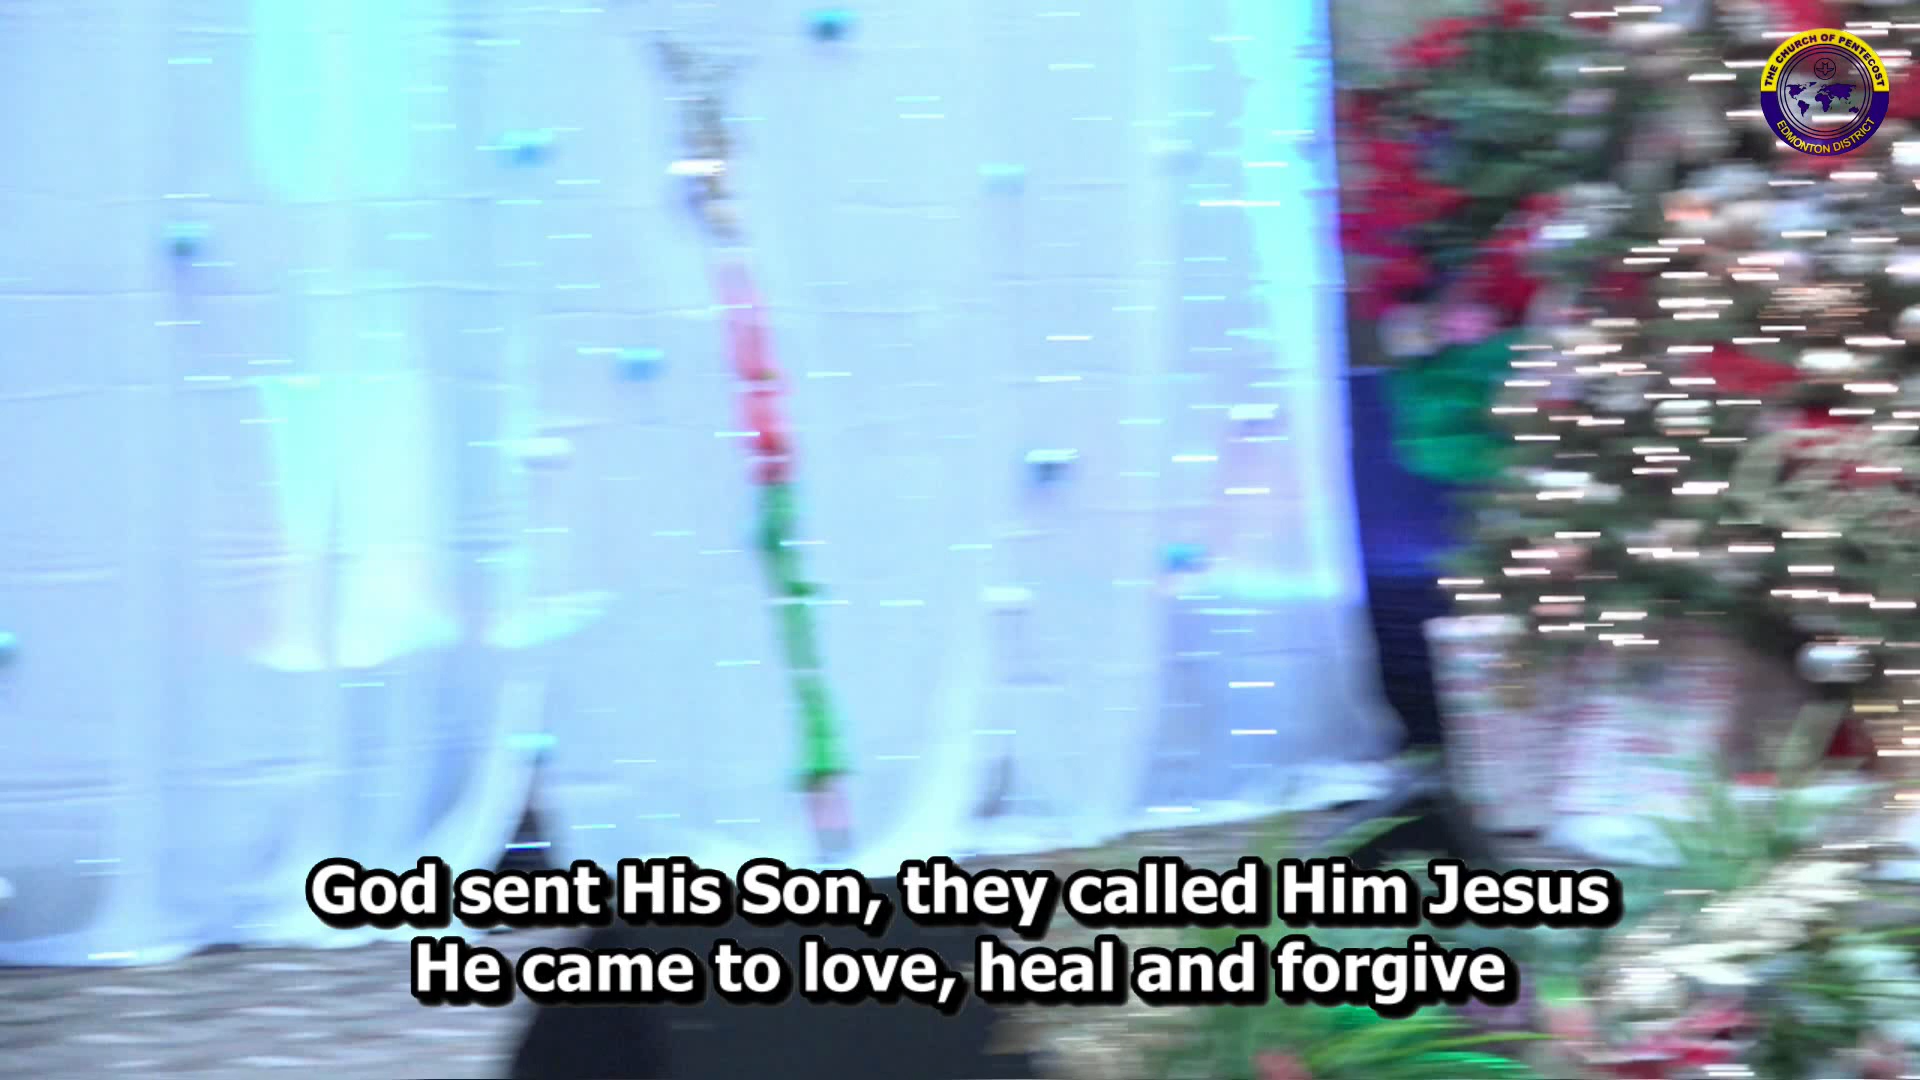 THE CHURCH OF PENTECOST
EDMONTON DISTRICT
God sent His Son, they called Him Jesus
He came to love, heal and forgive